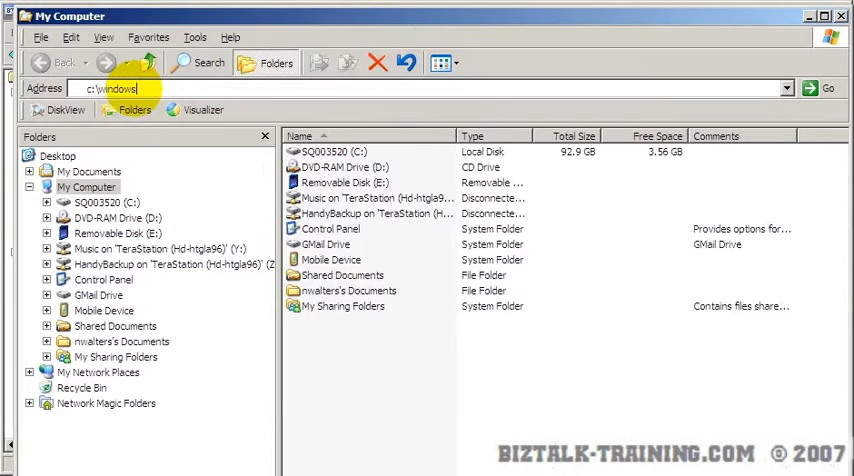 My Computer
File Edit View Favorites Tools Help
Back Search Folders
Address c:\windows Go
DiskView Folders Visualizer
Folders
Desktop
My Documents
My Computer
SQ003520 (C:)
DVD-RAM Drive (D:)
Removable Disk (E:)
Music on 'TeraStation (Hd-htgla96)' (Y:)
HandyBackup on 'TeraStation (Hd-htgla96)' (Z
Control Panel
GMail Drive
Mobile Device
Shared Documents
nwalters's Documents
My Sharing Folders
My Network Places
Recycle Bin
Network Magic Folders
Name Type Total Size Free Space Comments
SQ003520 (C:) Local Disk 92.9 GB 3.56 GB
DVD-RAM Drive (D:) CD Drive
Removable Disk (E:) Removable ...
Music on 'TeraStation (Hd-htgla9... Disconnecte...
HandyBackup on 'TeraStation (H... Disconnecte...
Control Panel System Folder Provides options for...
GMail Drive System Folder GMail Drive
Mobile Device System Folder
Shared Documents File Folder
nwalters's Documents File Folder
My Sharing Folders System Folder Contains files share...
BIZTALK-TRAINING.COM © 2007